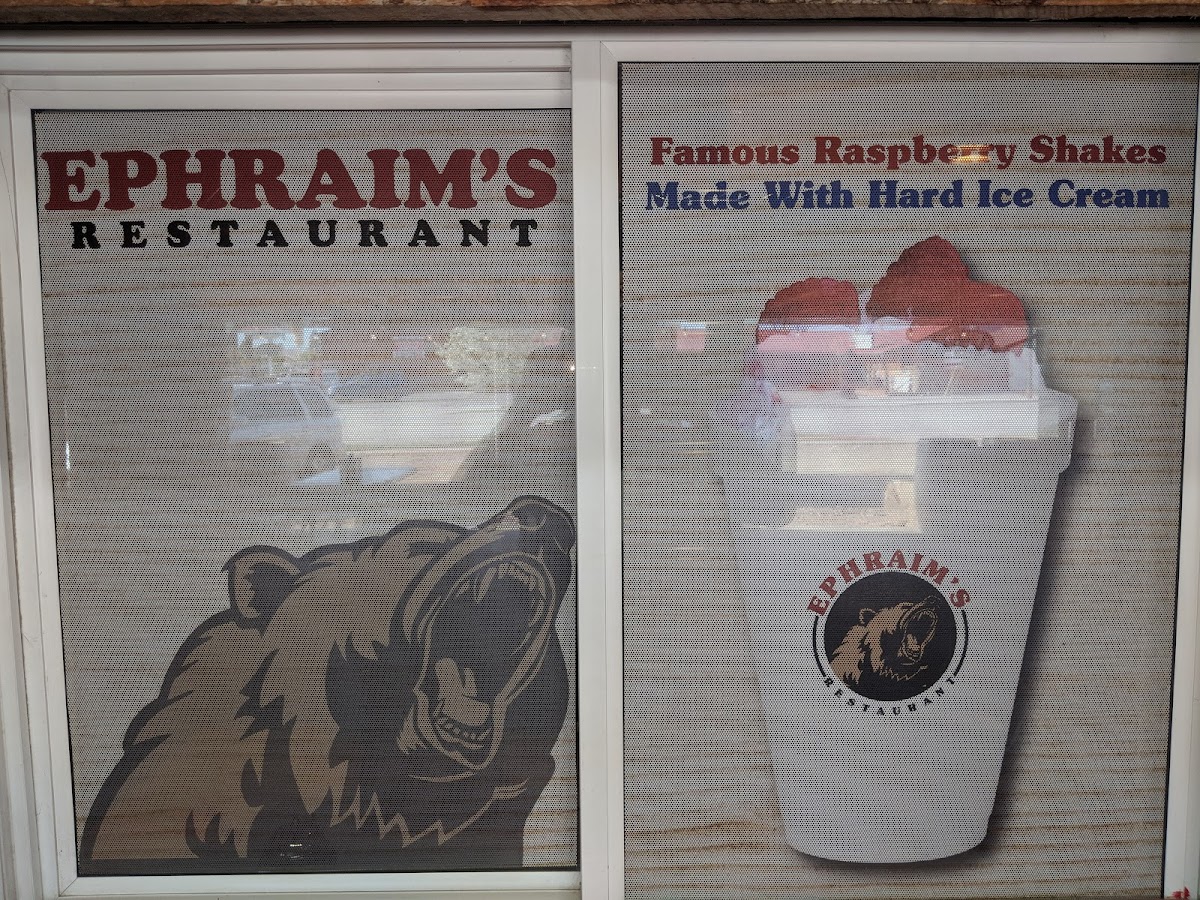 EPHRAIM'S
RESTAURANT
Famous Raspberry Shakes
Made With Hard Ice Cream
EPHRAIM'S
RESTAURANT